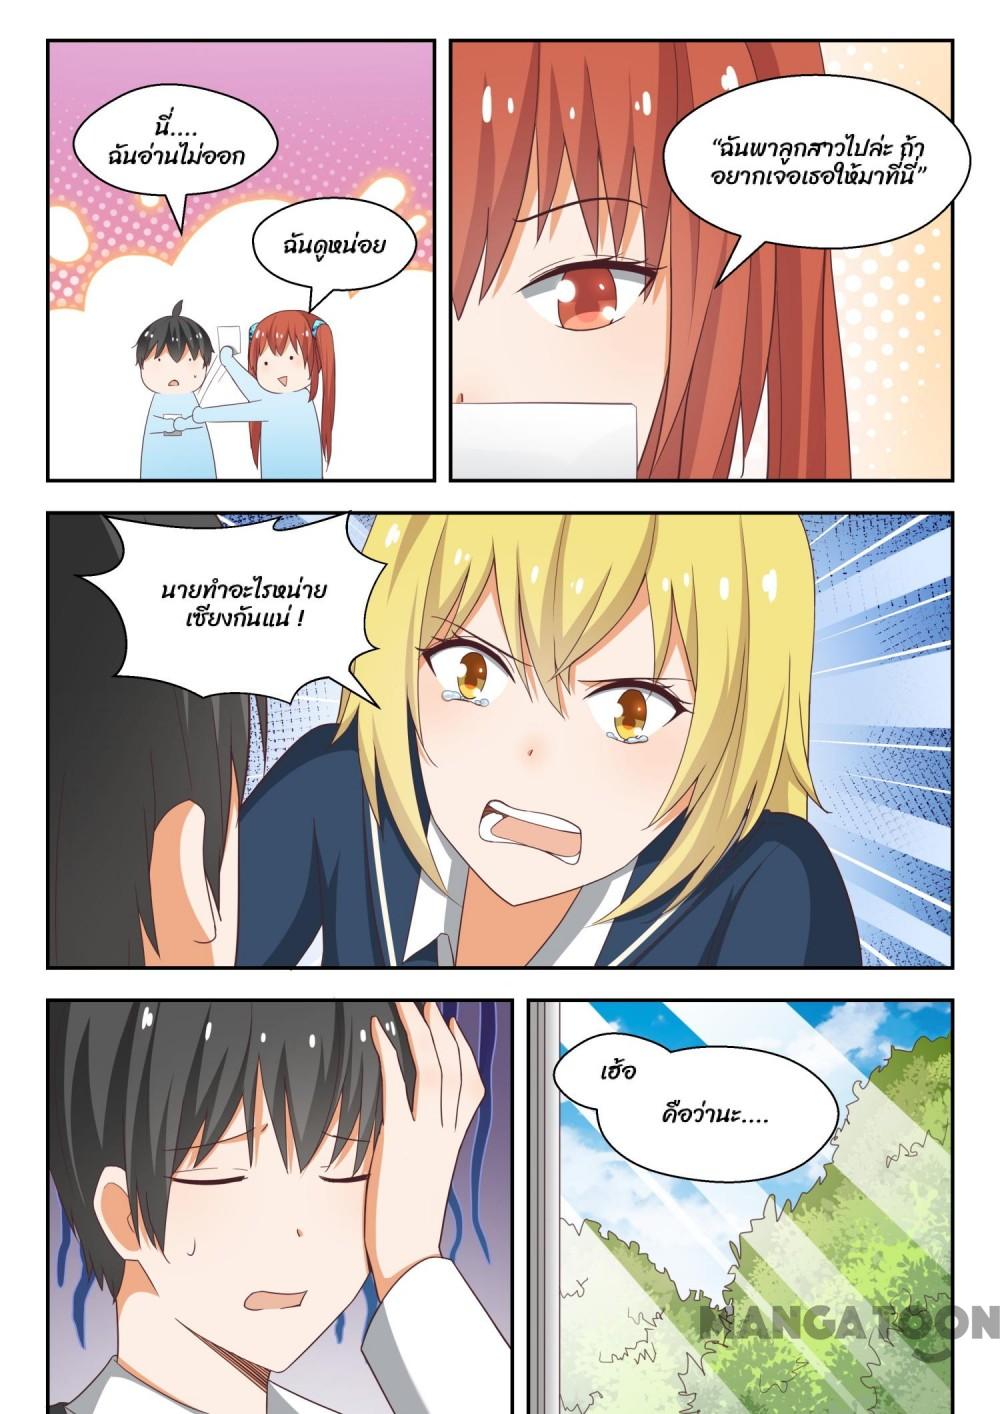 นี่....
ฉันอ่านไม่ออก
ฉันดูหน่อย
“ฉันพาลูกสาวไปล่ะ ถ้า
อยากเจอเธอให้มาที่นี่”
นายทำอะไรหน่าย
เซียงกันแน่ !
เฮ้อ
คือว่านะ....
MANGATOON